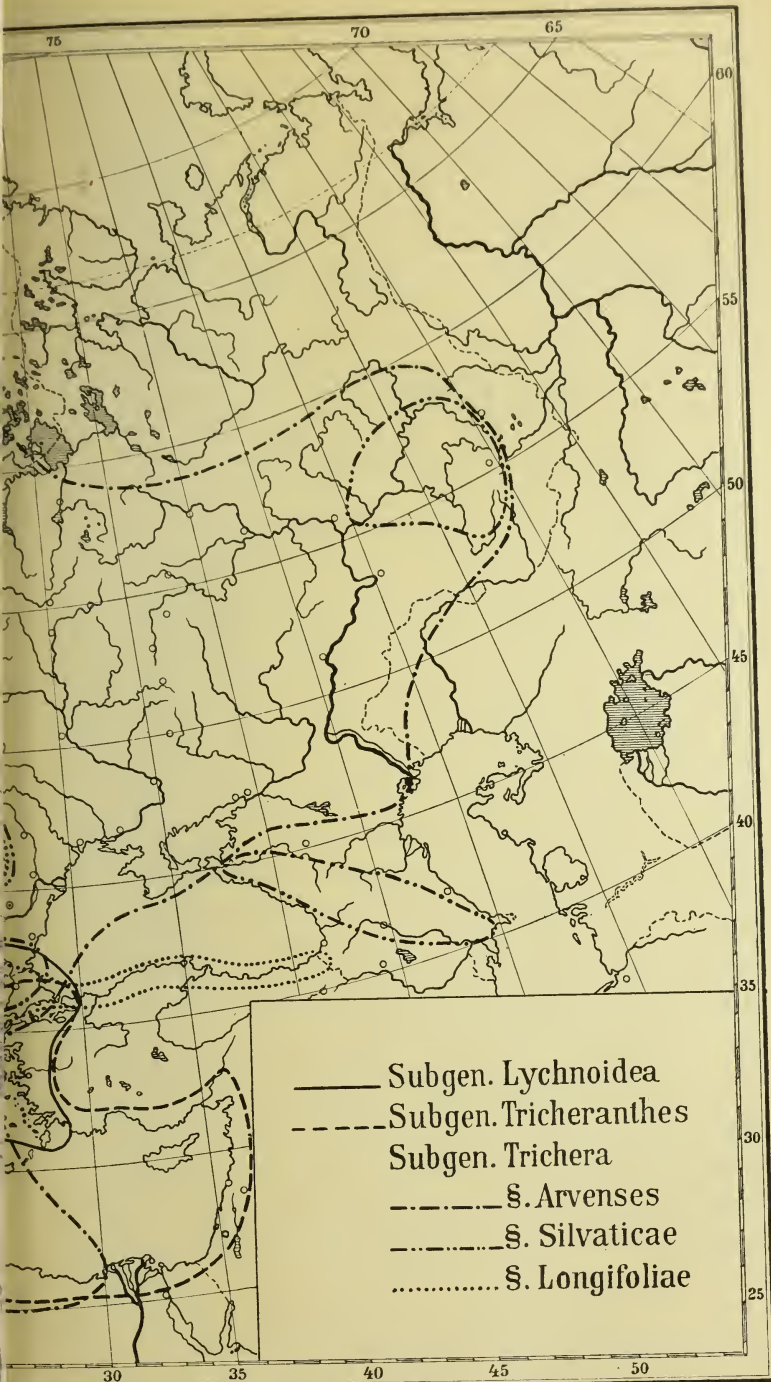 75 70 65
60
55
50
45
40
35
30
25
Subgen. Lychnoidea
Subgen. Tricheranthes
Subgen. Trichera
§. Arvenses
§. Silvaticae
§. Longifoliae
30 35 40 45 50